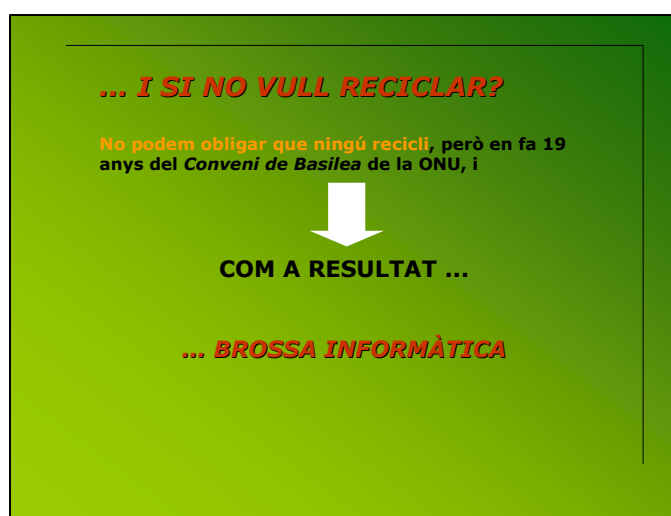 ... I SI NO VULL RECICLAR?
No podem obligar que ningú recicli, però en fa 19
anys del Conveni de Basilea de la ONU, i
COM A RESULTAT ...
... BROSSA INFORMÀTICA